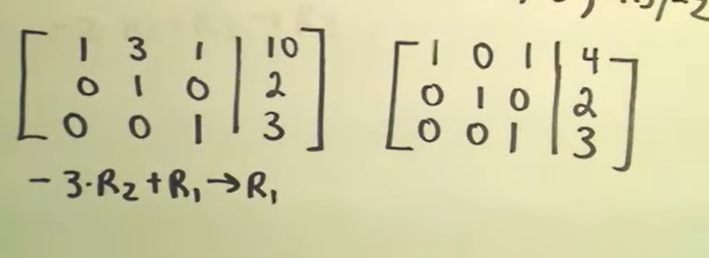 [ 1 3 1 | 10 ] [ 1 0 1 | 4 ]
[ 0 1 0 | 2 ] [ 0 1 0 | 2 ]
[ 0 0 1 | 3 ] [ 0 0 1 | 3 ]
- 3·R₂ + R₁ → R₁